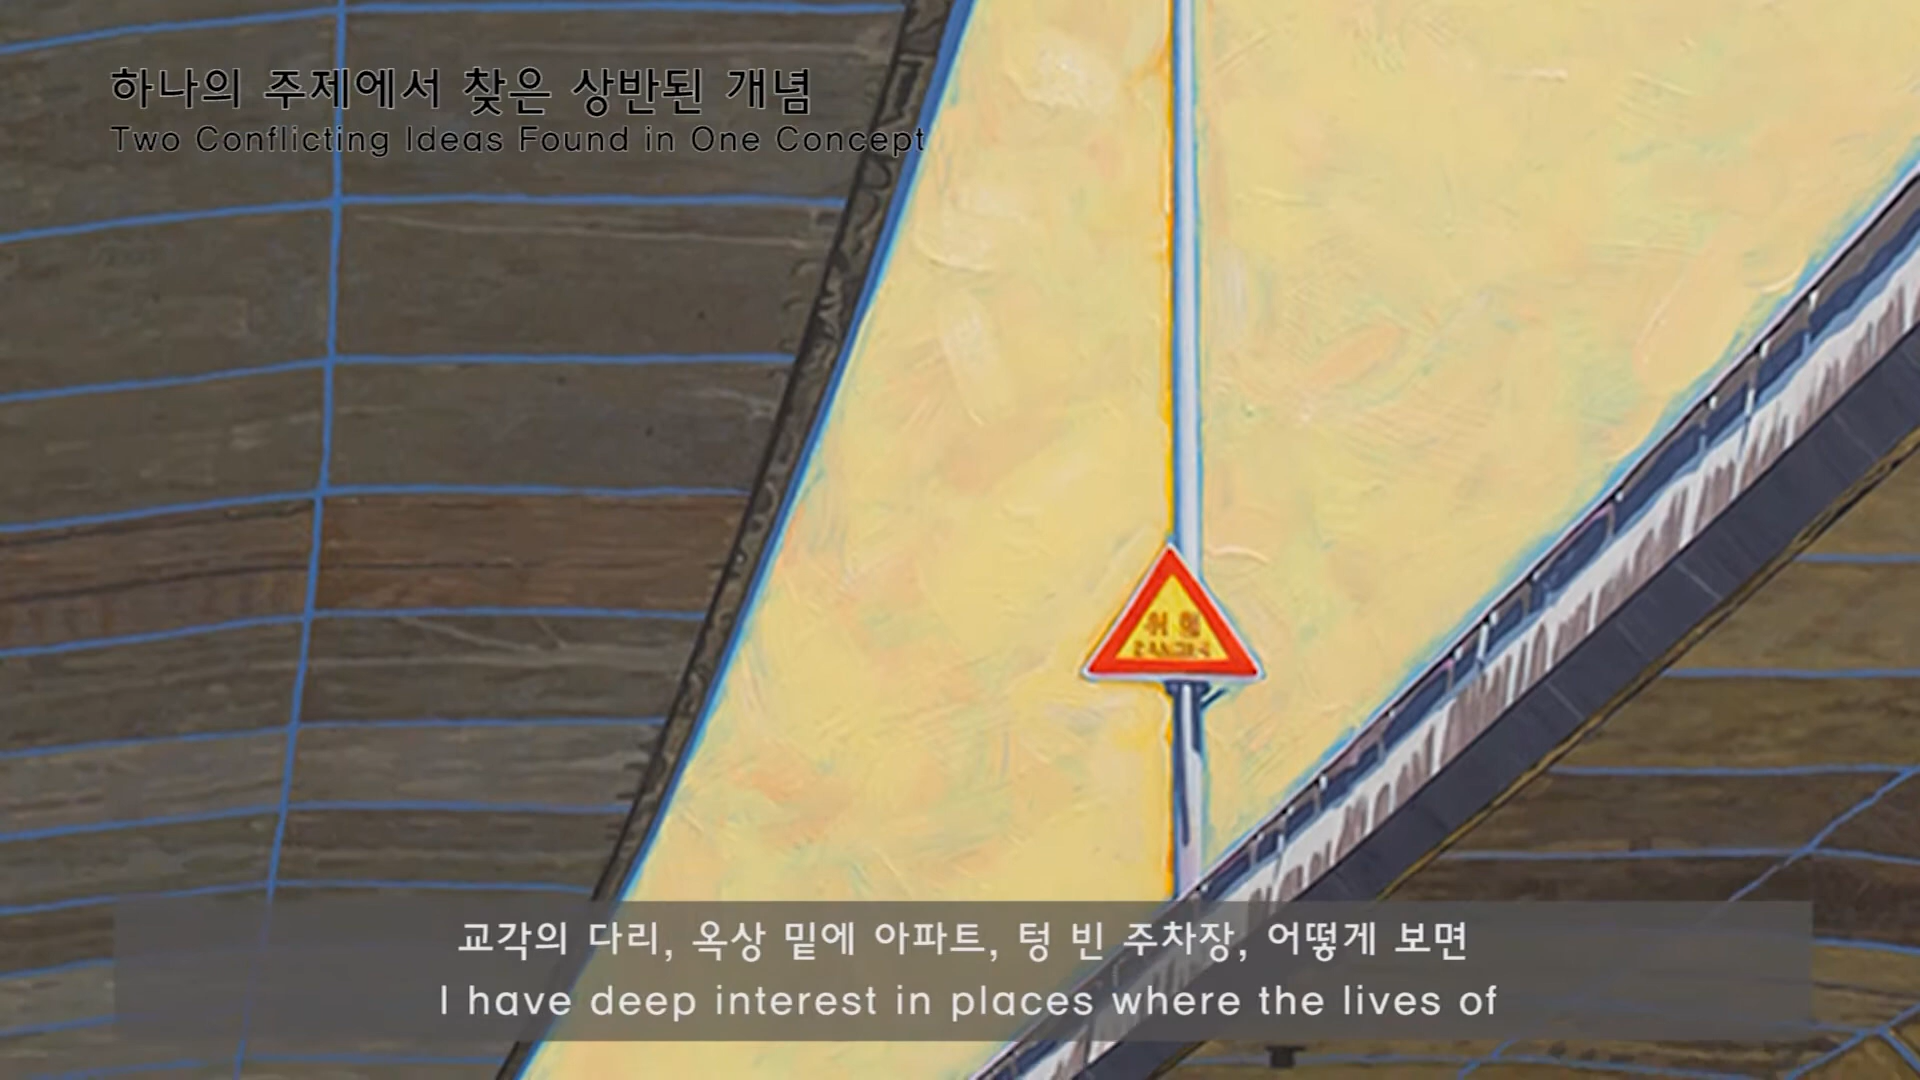 하나의 주제에서 찾은 상반된 개념
Two Conflicting Ideas Found in One Concept
위 험
교각의 다리, 옥상 밑에 아파트, 텅 빈 주차장, 어떻게 보면
I have deep interest in places where the lives of